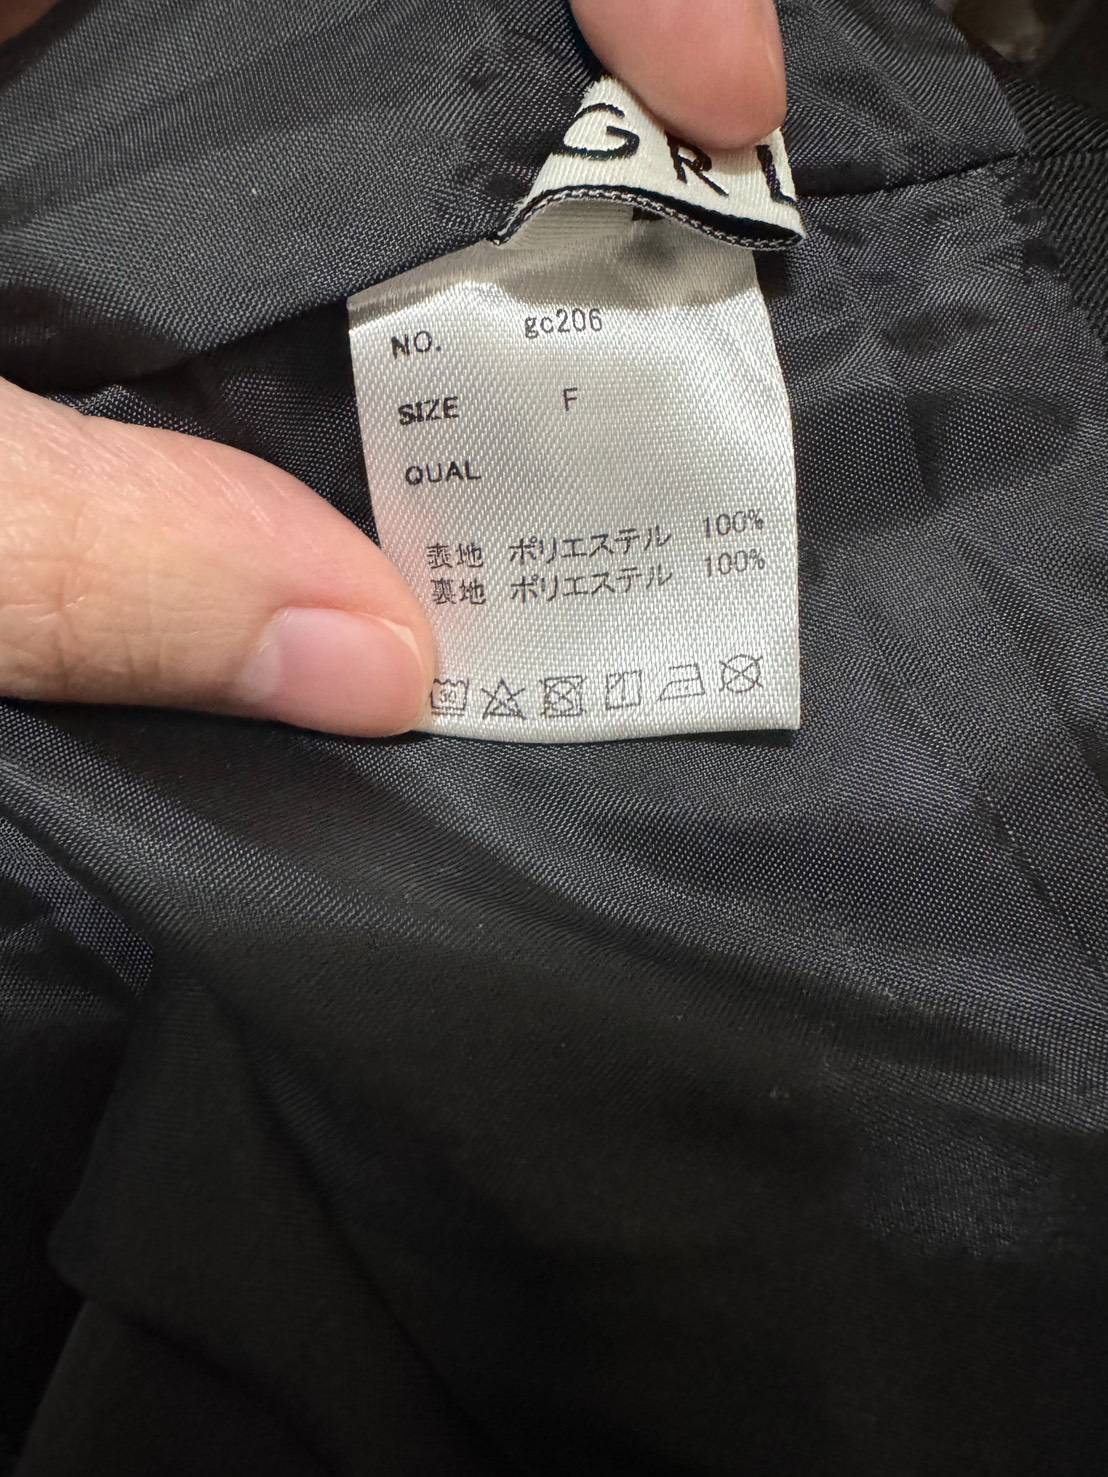 GRL
NO. gc206
SIZE F
QUAL
表地 ポリエステル 100%
裏地 ポリエステル 100%